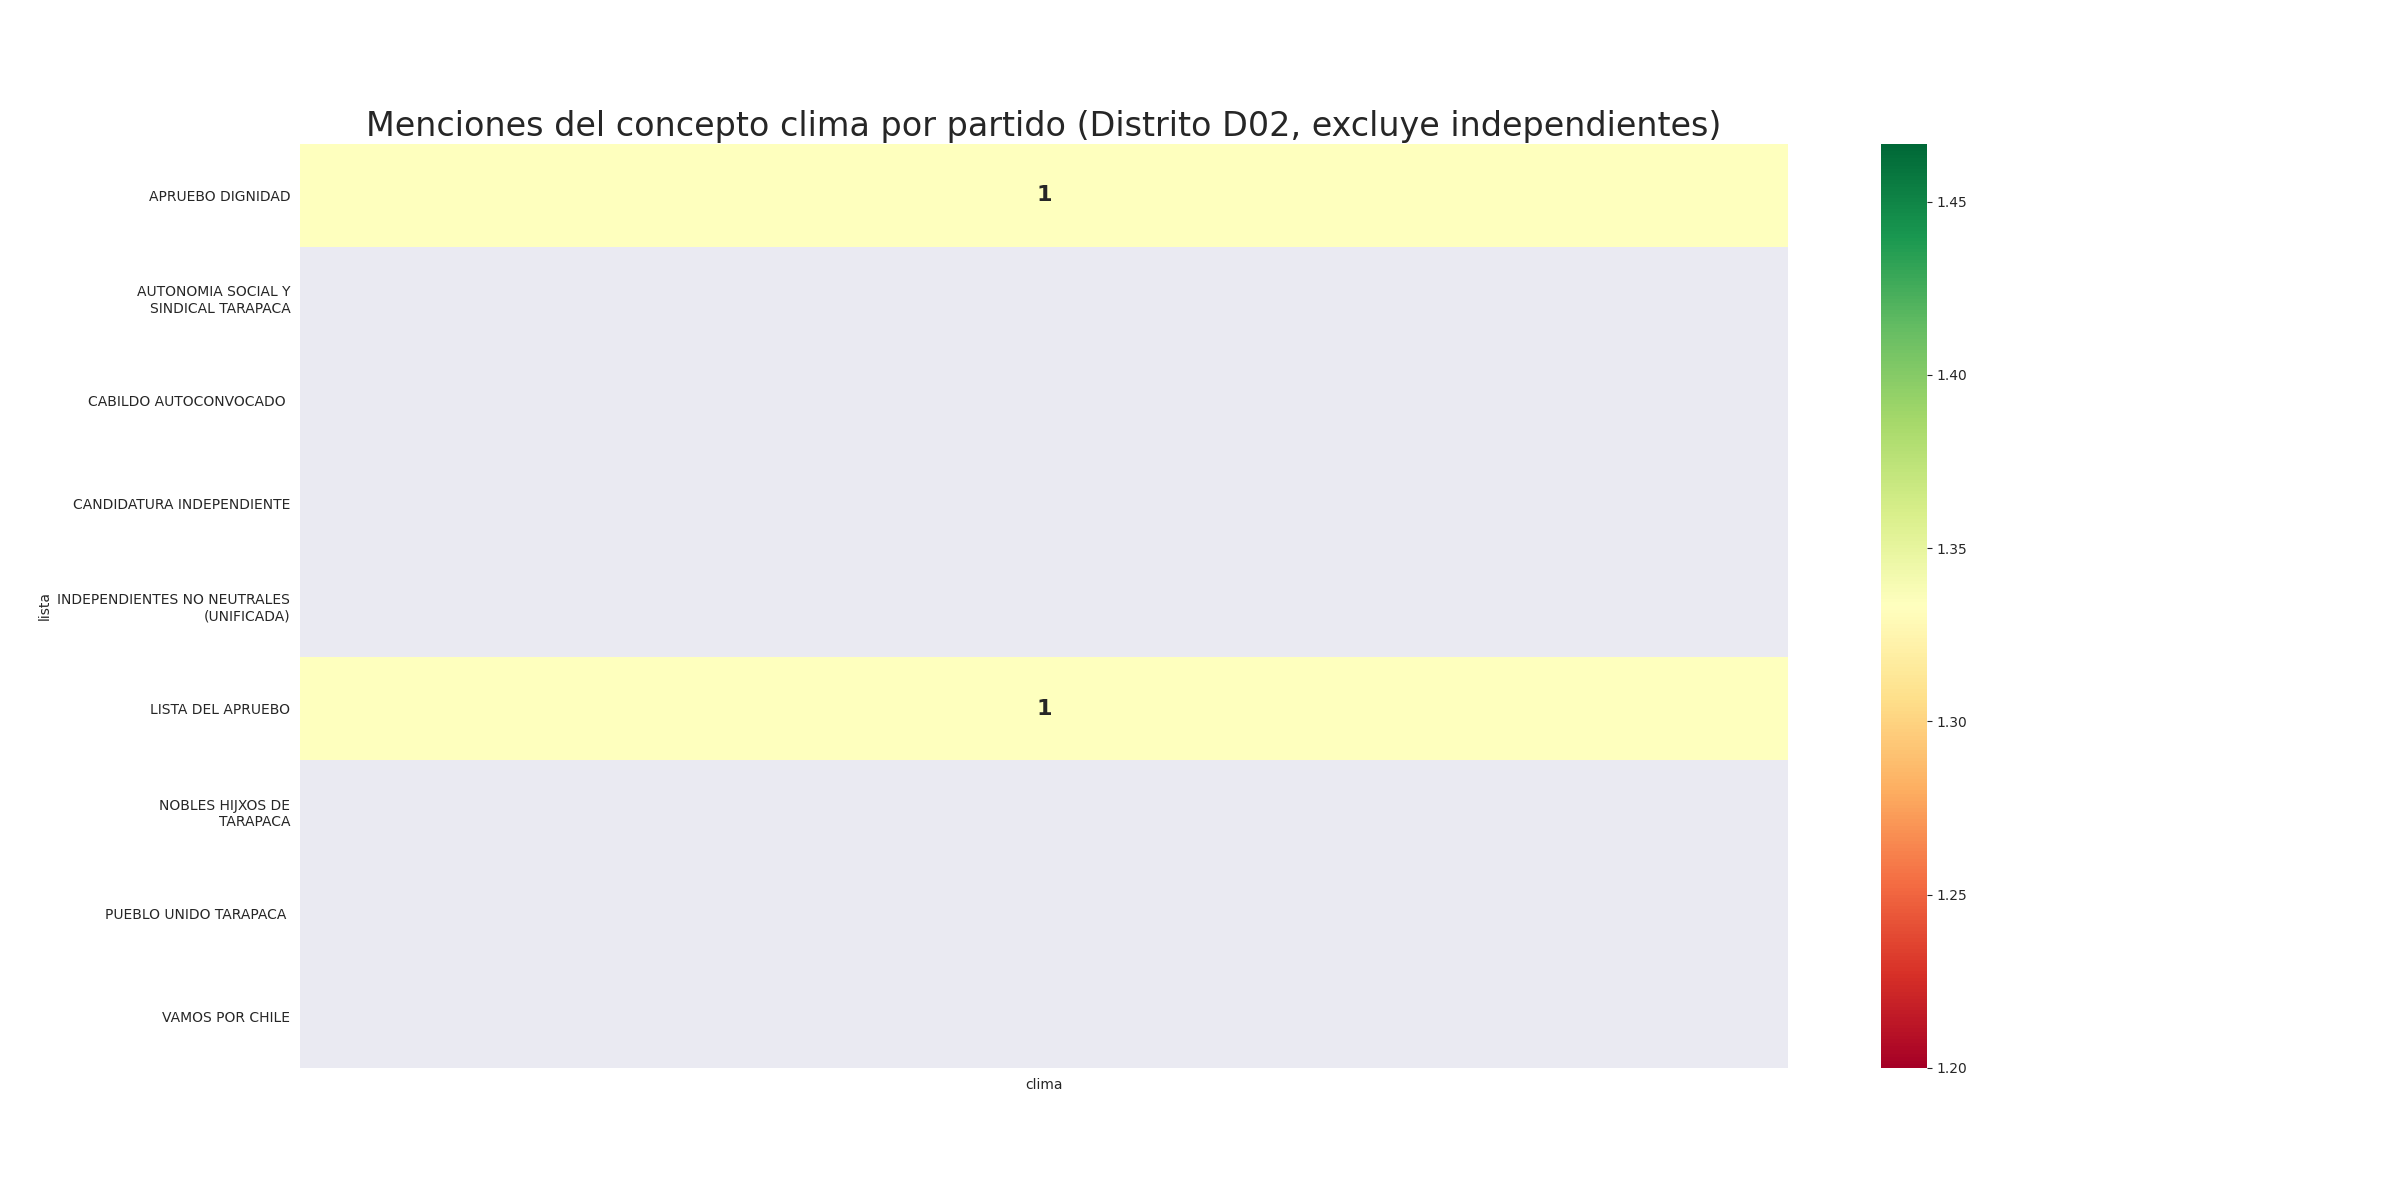 Menciones del concepto clima por partido (Distrito D02, excluye independientes)
lista
APRUEBO DIGNIDAD
1
AUTONOMIA SOCIAL Y
SINDICAL TARAPACA
CABILDO AUTOCONVOCADO
CANDIDATURA INDEPENDIENTE
INDEPENDIENTES NO NEUTRALES
(UNIFICADA)
LISTA DEL APRUEBO
1
NOBLES HIJXOS DE
TARAPACA
PUEBLO UNIDO TARAPACA
VAMOS POR CHILE
clima
1.45
1.40
1.35
1.30
1.25
1.20